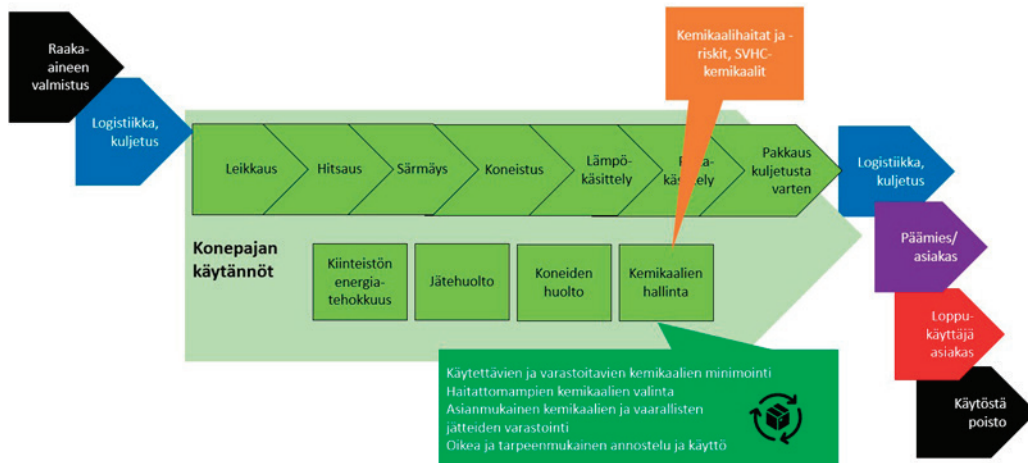 Raaka-
aineen
valmistus
Logistiikka,
kuljetus
Kemikaalihaitat ja -
riskit, SVHC-
kemikaalit
Leikkaus
Hitsaus
Särmäys
Koneistus
Lämpö-
käsittely
käsittely
Pakkaus
kuljetusta
varten
Logistiikka,
kuljetus
Konepajan
käytännöt
Kiinteistön
energia-
tehokkuus
Jätehuolto
Koneiden
huolto
Kemikaalien
hallinta
Päämies/
asiakas
Loppu-
käyttäjä
asiakas
Käytöstä
poisto
Käytettävien ja varastoitavien kemikaalien minimointi
Haitattomampien kemikaalien valinta
Asianmukainen kemikaalien ja vaarallisten
jätteiden varastointi
Oikea ja tarpeenmukainen annostelu ja käyttö